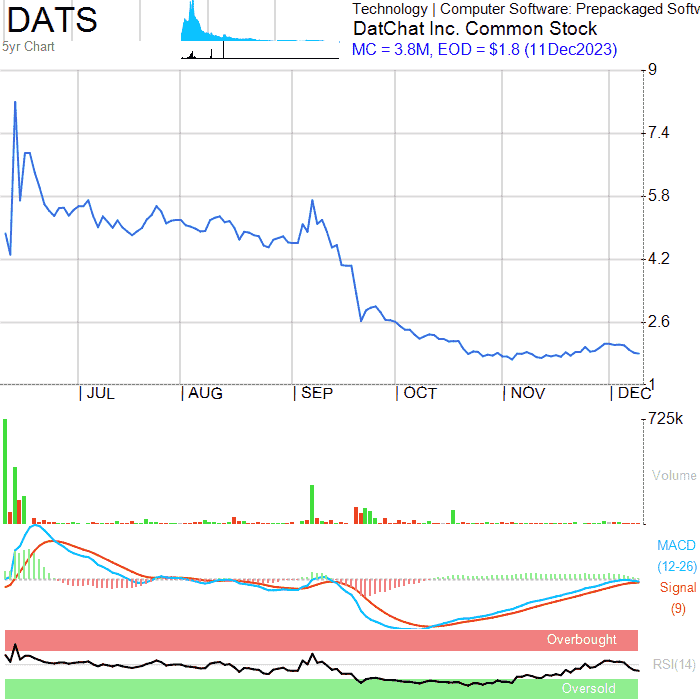 DATS
5yr Chart
Technology | Computer Software: Prepackaged Softw
DatChat Inc. Common Stock
MC = 3.8M, EOD = $1.8 (11Dec2023)
9
7.4
5.8
4.2
2.6
1
JUL AUG SEP OCT NOV DEC
725k
Volume
MACD
(12-26)
Signal
(9)
Overbought
RSI(14)
Oversold